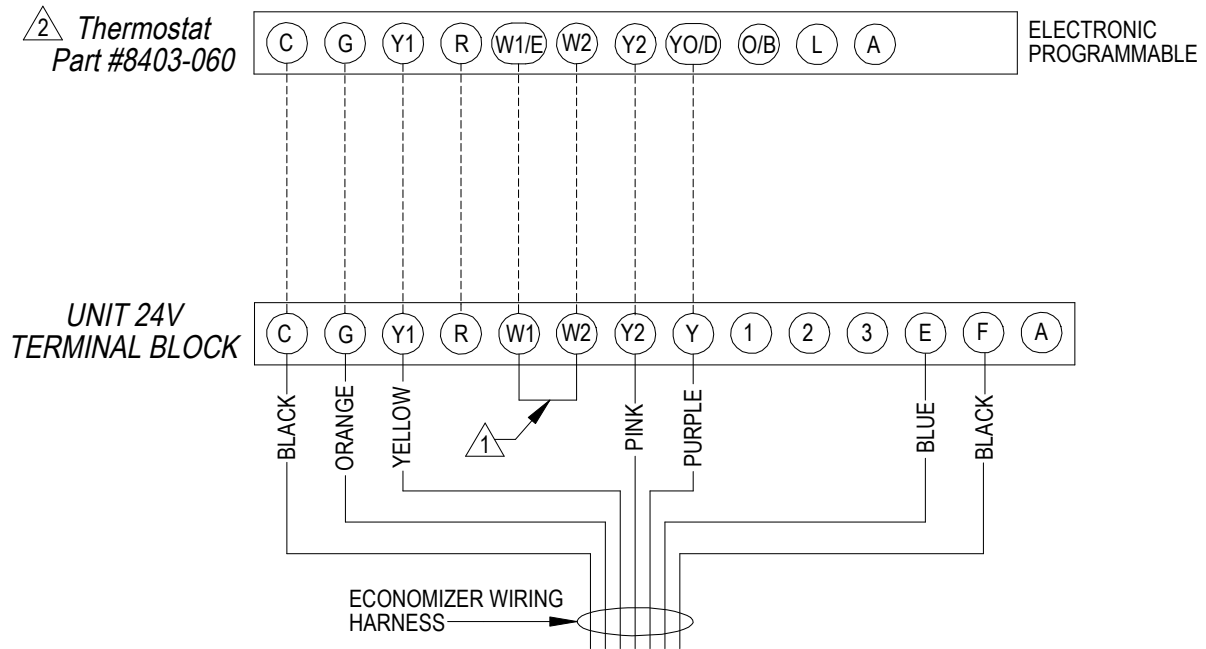 2 Thermostat
Part #8403-060
C G Y1 R W1/E W2 Y2 YO/D O/B L A
ELECTRONIC
PROGRAMMABLE
UNIT 24V
TERMINAL BLOCK
C G Y1 R W1 W2 Y2 Y 1 2 3 E F A
BLACK
ORANGE
YELLOW
1
PINK
PURPLE
BLUE
BLACK
ECONOMIZER WIRING
HARNESS